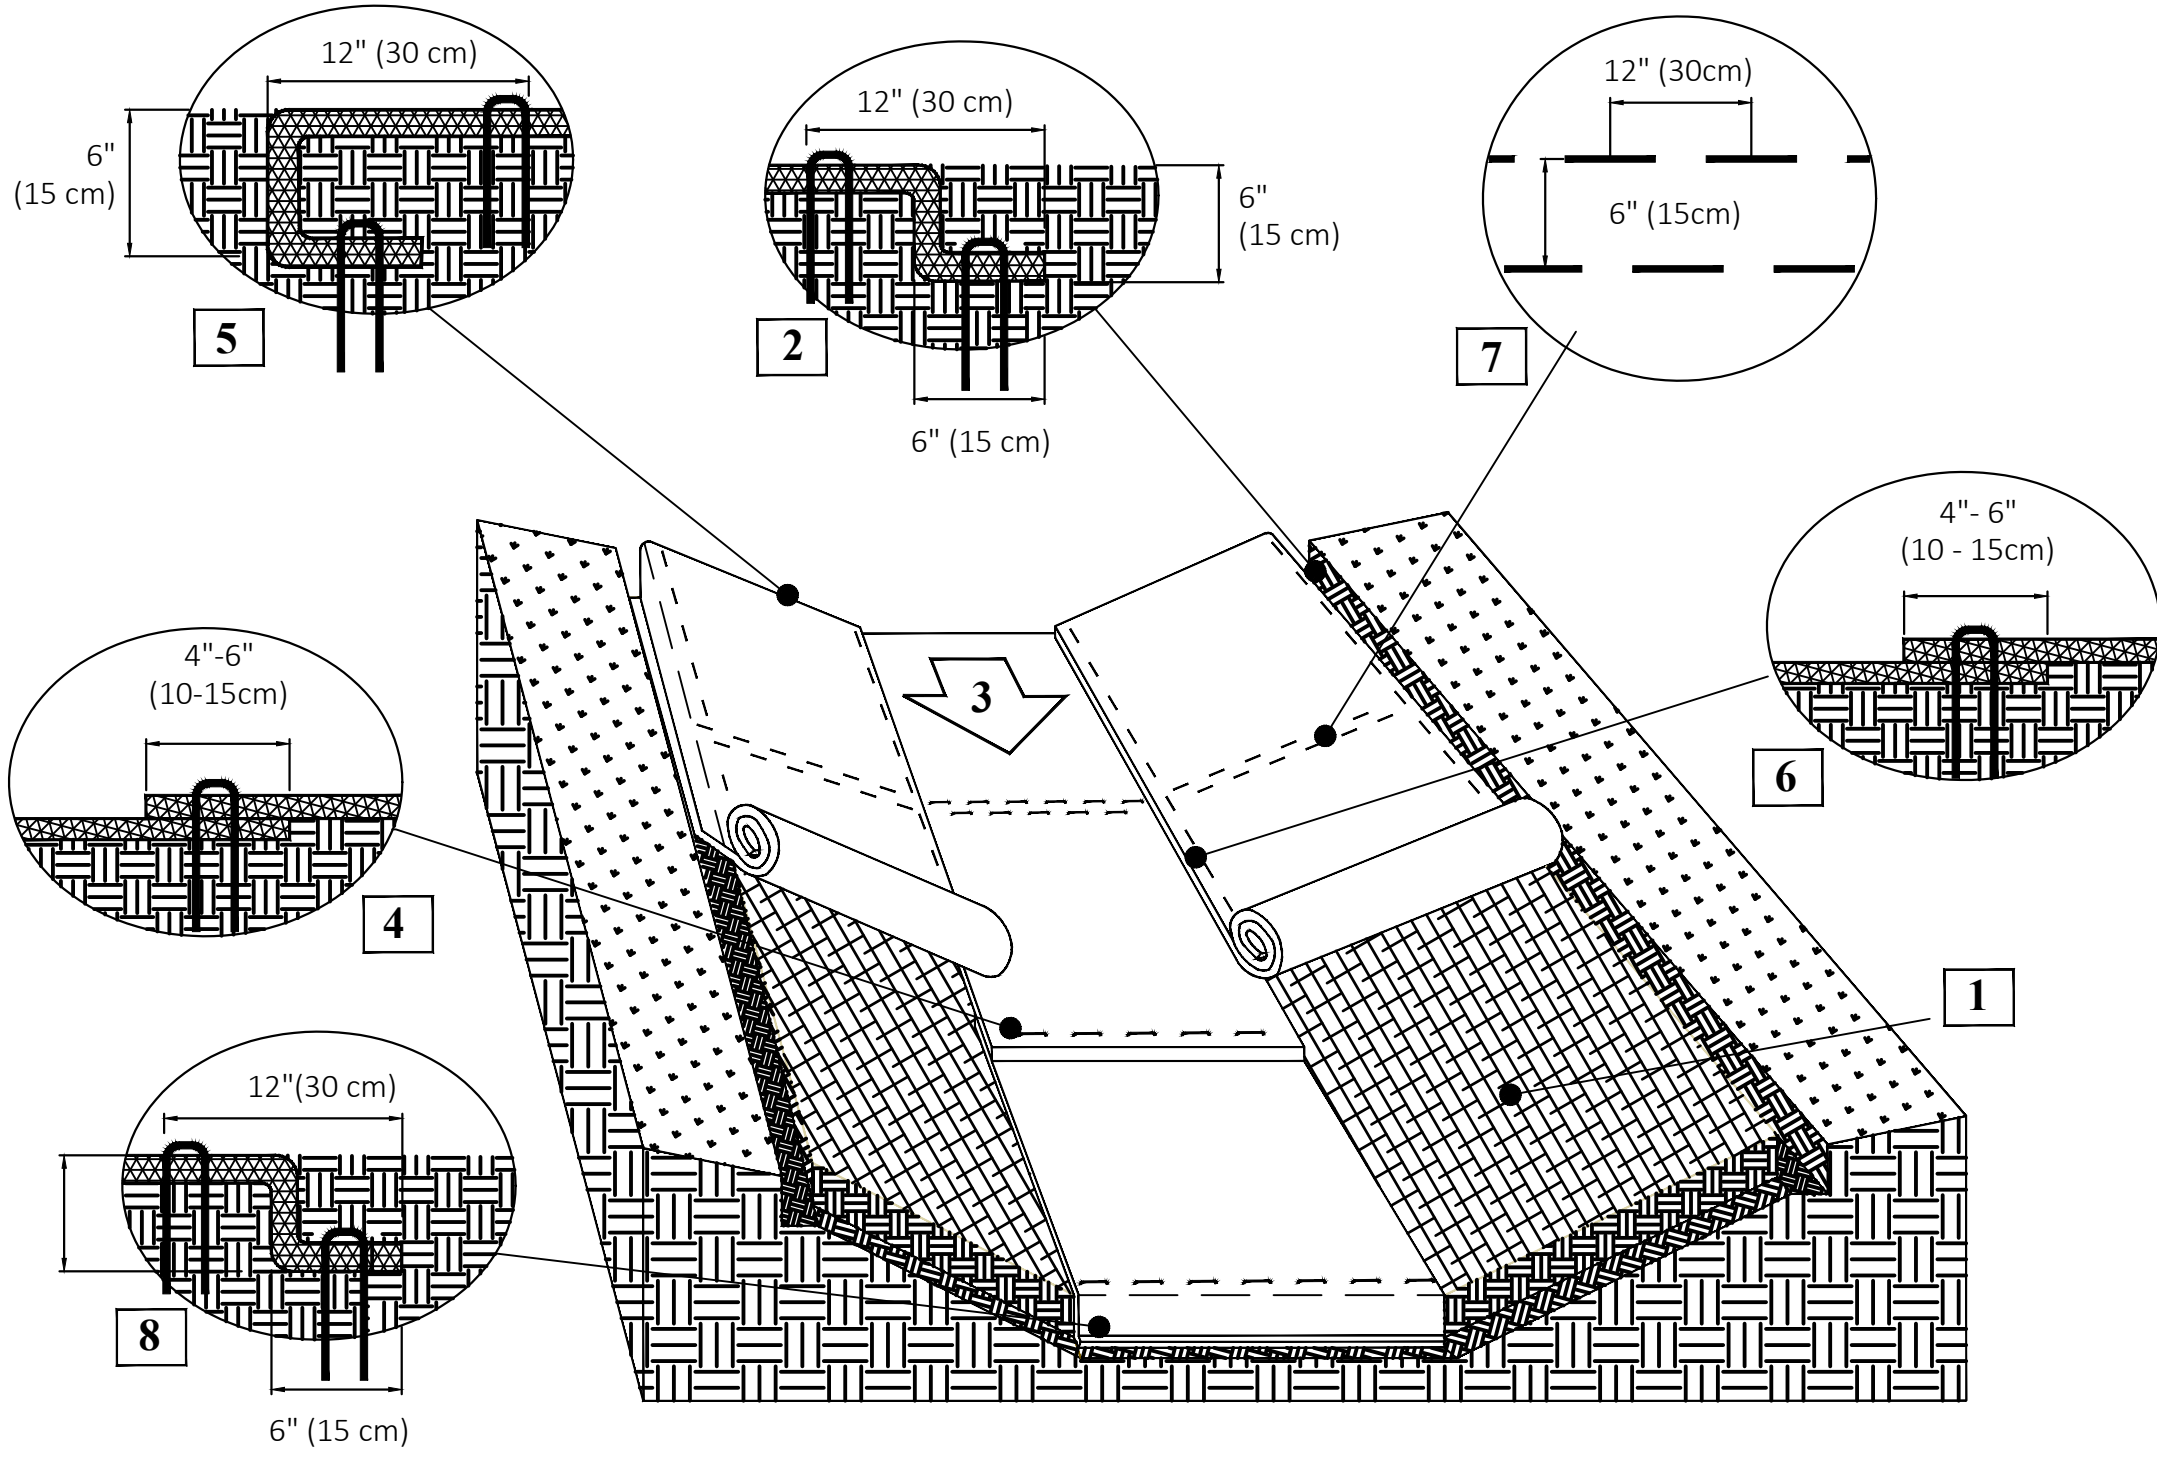 12" (30 cm)
6"
(15 cm)
5
12" (30 cm)
6"
(15 cm)
2
6" (15 cm)
12" (30cm)
6" (15cm)
7
4"- 6"
(10 - 15cm)
6
3
4"-6"
(10-15cm)
4
1
12"(30 cm)
8
6" (15 cm)